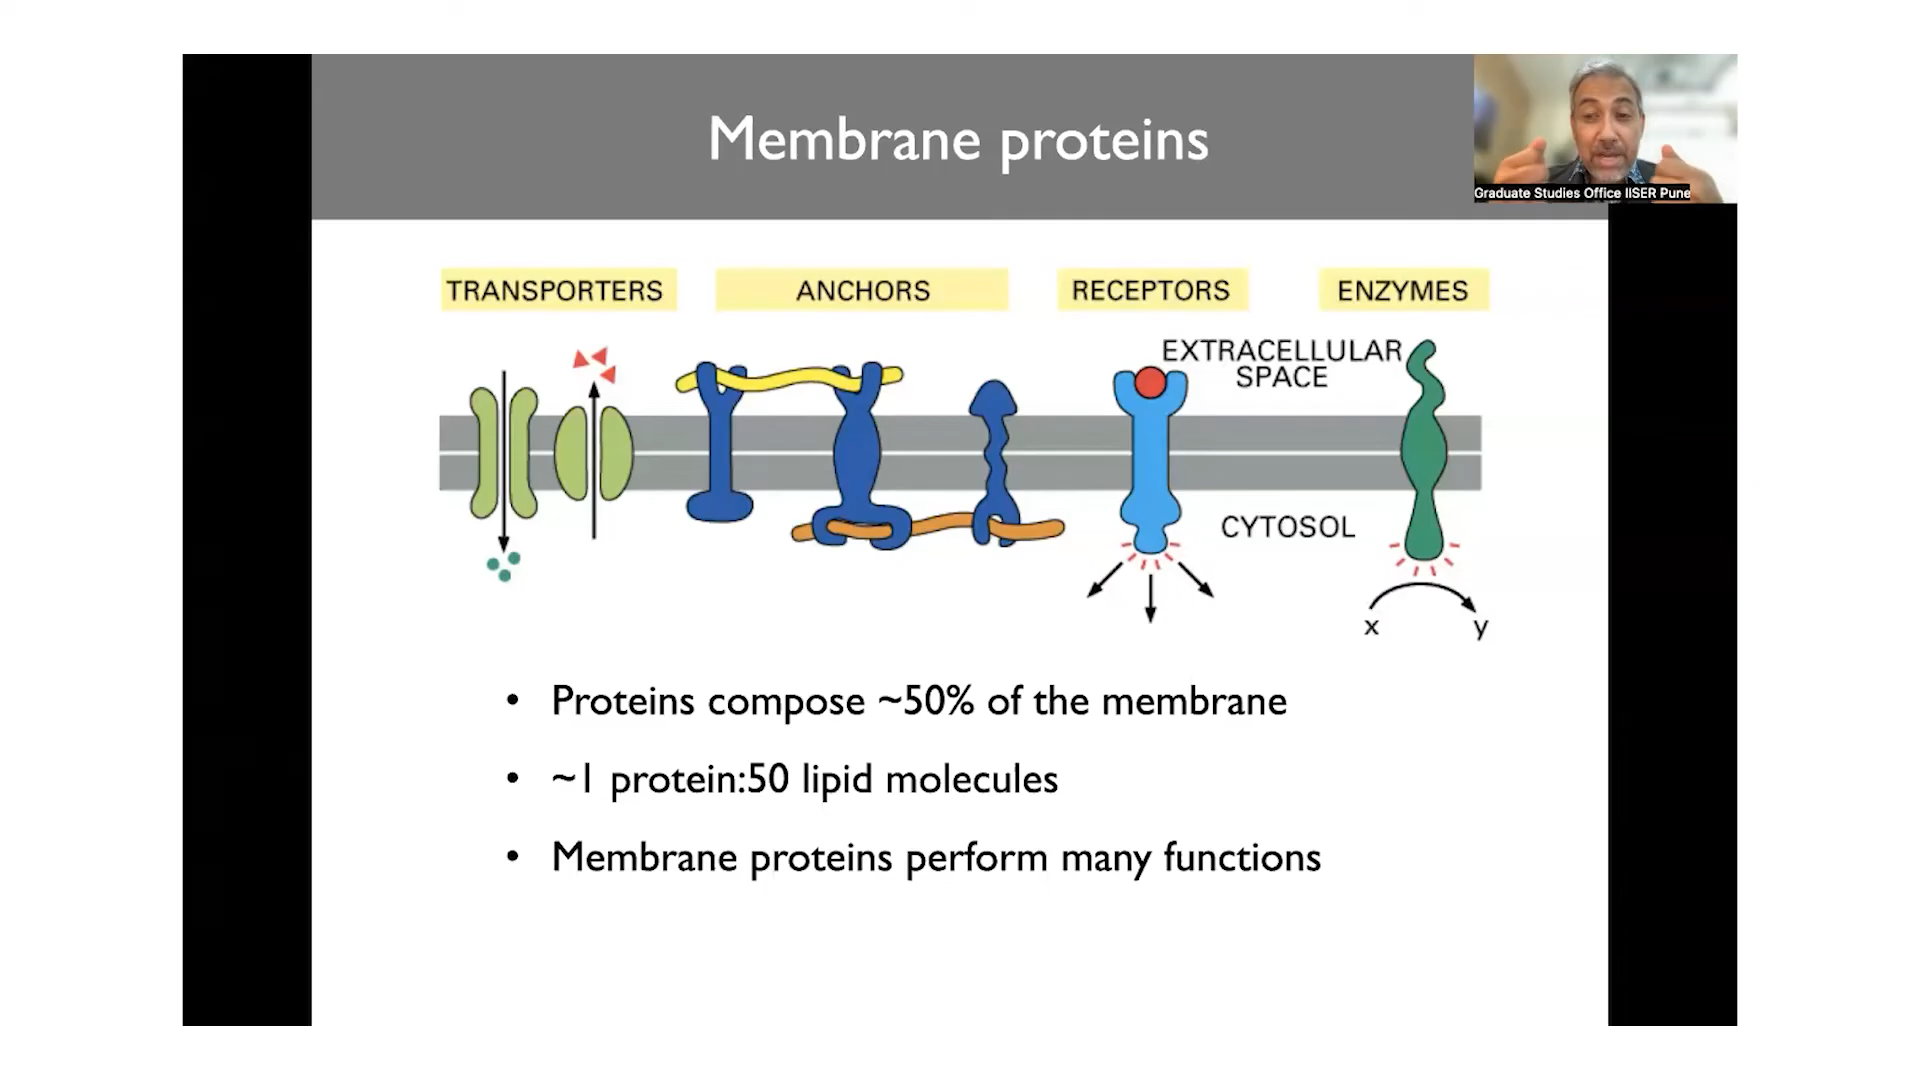 Membrane proteins
Graduate Studies Office IISER Pune
TRANSPORTERS
ANCHORS
RECEPTORS
ENZYMES
EXTRACELLULAR
SPACE
CYTOSOL
x
y
• Proteins compose ~50% of the membrane
• ~1 protein:50 lipid molecules
• Membrane proteins perform many functions